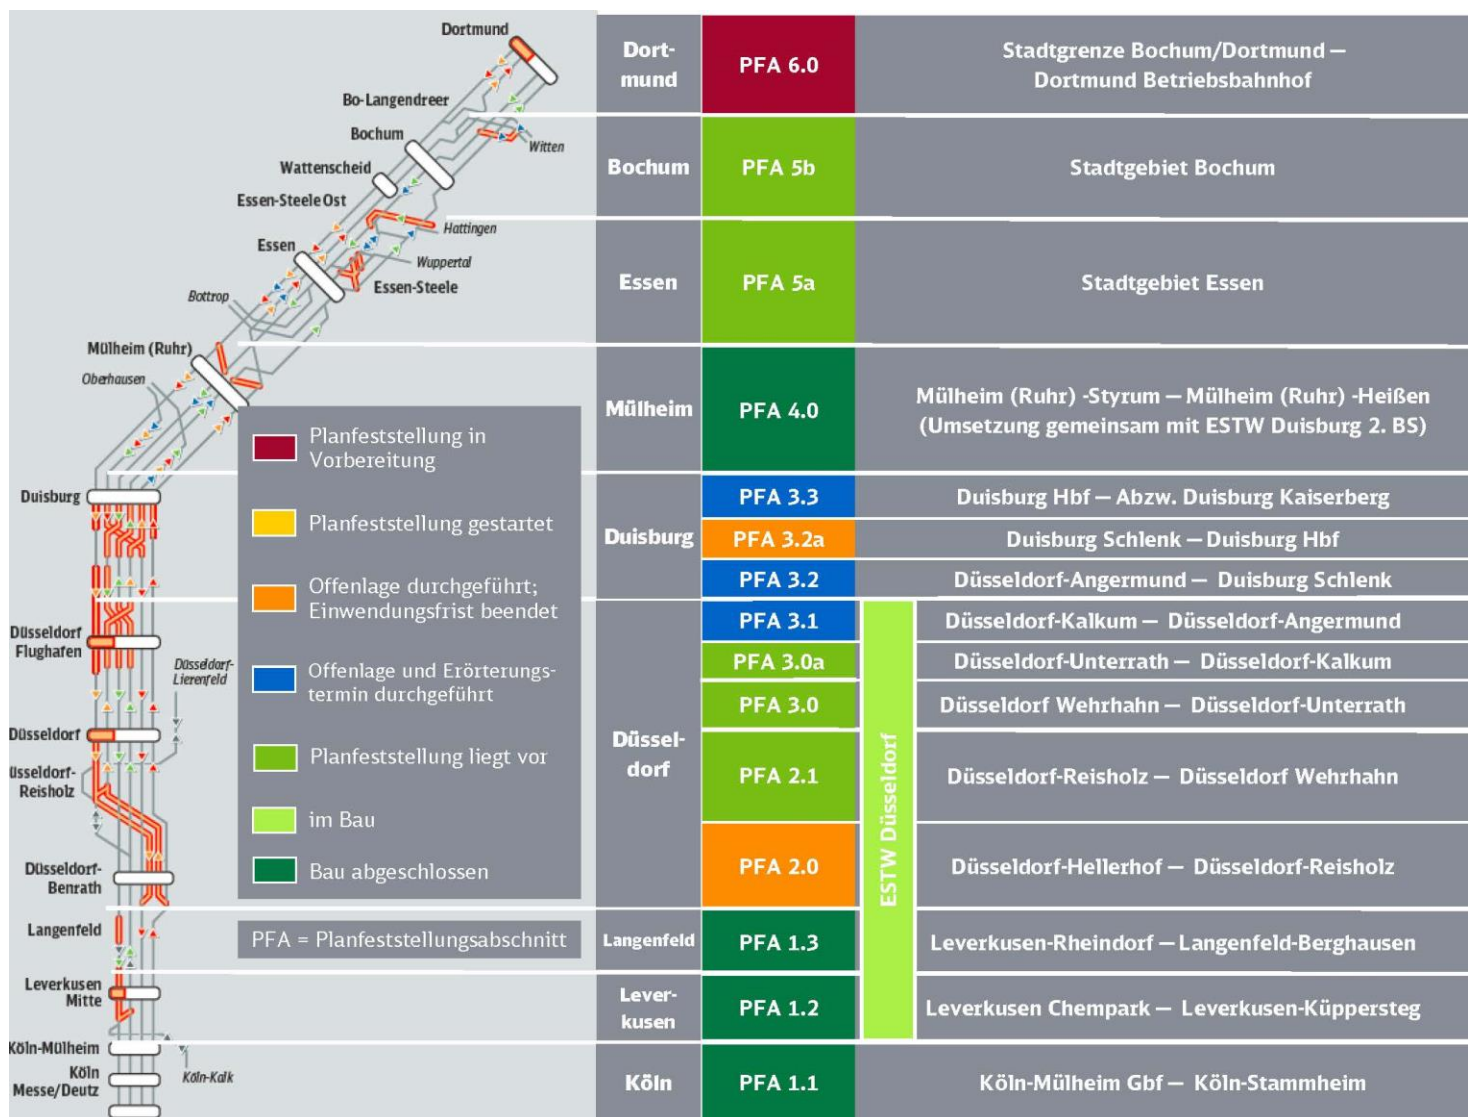 Dortmund
Bo-Langendreer
Bochum
Witten
Wattenscheid
Essen-Steele Ost
Hattingen
Essen
Wuppertal
Essen-Steele
Bottrop
Mülheim (Ruhr)
Oberhausen
Duisburg
Düsseldorf
Flughafen
Düsseldorf-
Lierenfeld
Düsseldorf
üsseldorf-
Reisholz
Düsseldorf-
Benrath
Langenfeld
Leverkusen
Mitte
Köln-Mülheim
Köln-Kalk
Köln
Messe/Deutz
Planfeststellung in
Vorbereitung
Planfeststellung gestartet
Offenlage durchgeführt;
Einwendungsfrist beendet
Offenlage und Erörterungs-
termin durchgeführt
Planfeststellung liegt vor
im Bau
Bau abgeschlossen
PFA = Planfeststellungsabschnitt
Dort-
mund
PFA 6.0
Stadtgrenze Bochum/Dortmund –
Dortmund Betriebsbahnhof
Bochum
PFA 5b
Stadtgebiet Bochum
Essen
PFA 5a
Stadtgebiet Essen
Mülheim
PFA 4.0
Mülheim (Ruhr) -Styrum – Mülheim (Ruhr) -Heißen
(Umsetzung gemeinsam mit ESTW Duisburg 2. BS)
Duisburg
PFA 3.3
Duisburg Hbf – Abzw. Duisburg Kaiserberg
PFA 3.2a
Duisburg Schlenk – Duisburg Hbf
PFA 3.2
Düsseldorf-Angermund – Duisburg Schlenk
Düssel-
dorf
PFA 3.1
Düsseldorf-Kalkum – Düsseldorf-Angermund
PFA 3.0a
Düsseldorf-Unterrath – Düsseldorf-Kalkum
PFA 3.0
Düsseldorf Wehrhahn – Düsseldorf-Unterrath
PFA 2.1
Düsseldorf-Reisholz – Düsseldorf Wehrhahn
PFA 2.0
Düsseldorf-Hellerhof – Düsseldorf-Reisholz
ESTW Düsseldorf
Langenfeld
PFA 1.3
Leverkusen-Rheindorf – Langenfeld-Berghausen
Lever-
kusen
PFA 1.2
Leverkusen Chempark – Leverkusen-Küppersteg
Köln
PFA 1.1
Köln-Mülheim Gbf – Köln-Stammheim